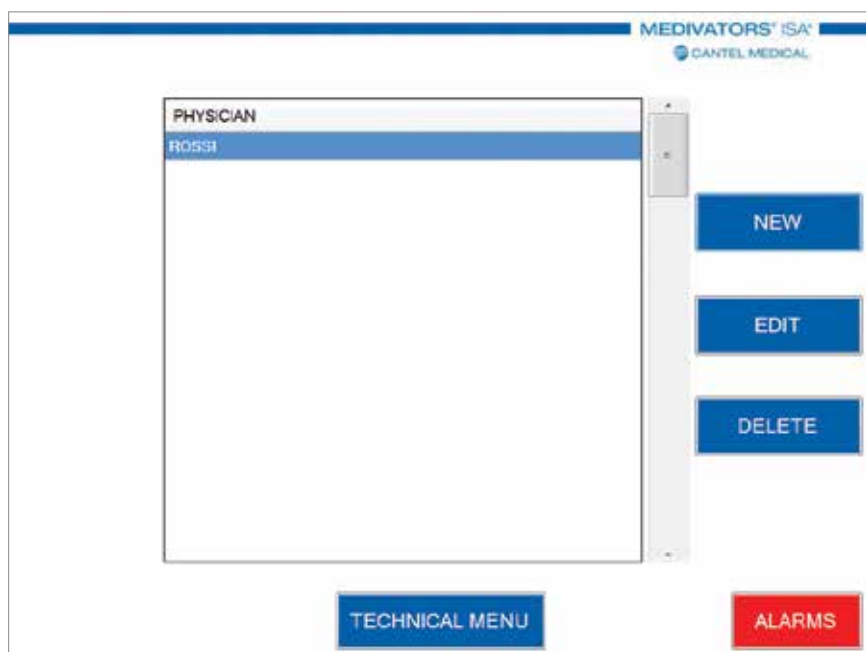 MEDIVATORS® ISA®
CANTEL MEDICAL
PHYSICIAN
ROSSI
NEW
EDIT
DELETE
TECHNICAL MENU
ALARMS